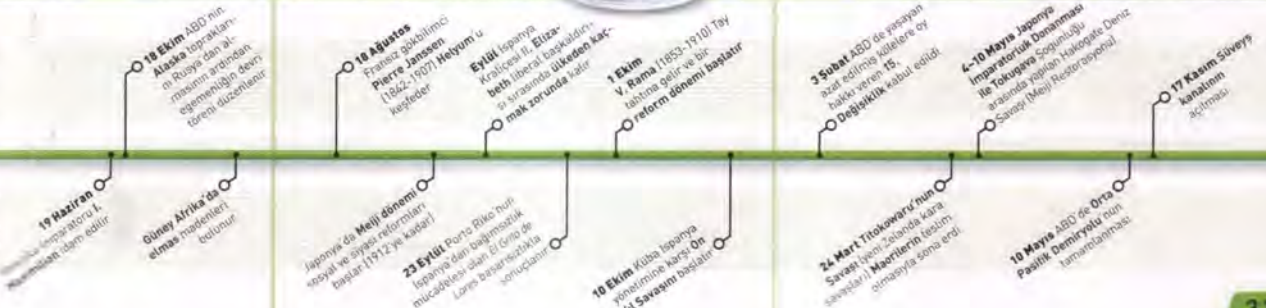 18 Ekim ABD'nin
Alaska toprakları-
nı Rusya'dan al-
masının ardından
egemenliğin devri
töreni düzenlenir
18 Ağustos
Fransız gökbilimci
Pierre Janssen
(1842-1907) Helyum'u
keşfeder
Eylül İspanya
Kraliçesi II. Eliza-
beth liberal başkaldırı-
sı sırasında ülkeden kaç-
mak zorunda kalır
1 Ekim
V. Rama (1853-1910) Tay
tahtına gelir ve bir
reform dönemi başlatır
3 Şubat ABD'de yaşayan
azat edilmiş kölelere oy
hakkı veren 15.
Değişiklik kabul edildi
4-10 Mayıs Japonya
İmparatorluk Donanması
ile Tokugava Şogunluğu
arasında yapılan Hakogate Deniz
Savaşı (Meiji Restorasyonu)
17 Kasım Süveyş
kanalının
açılması
19 Haziran
İmparatoru I.
idam edilir
Güney Afrika'da
elmas madenleri
bulunur
Japonya'da Meiji dönemi
sosyal ve siyasi reformları
başlar (1912'ye kadar)
23 Eylül Porto Riko'nun
İspanya'dan bağımsızlık
mücadelesi olan El Grito de
Lares başarısızlıkla
sonuçlanır
10 Ekim Küba İspanya
yönetimine karşı On
Savaşını başlatır
24 Mart Titokowaru'nun
Savaşı (Yeni Zelanda kara
savaşları) Maorilerin teslim
olmasıyla sona erdi
10 Mayıs ABD'de Orta
Pasifik Demiryolu'nun
tamamlanması